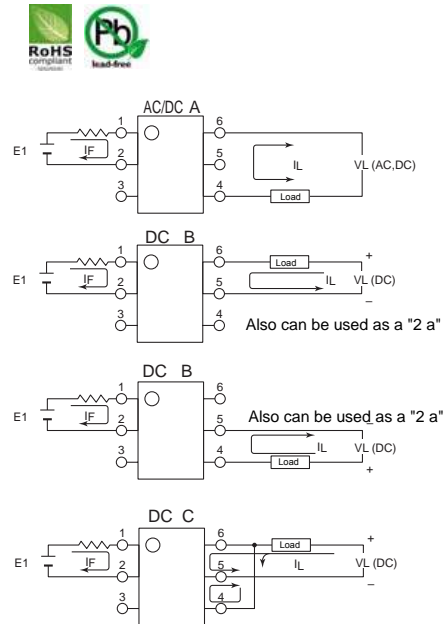 RoHS
compliant
Pb
lead-free
AC/DC A
1 6
E1 IF 2 5 IL VL (AC,DC)
3 4 Load
DC B
1 6 Load +
E1 IF 2 5 IL VL (DC)
–
3 4 Also can be used as a "2 a"
DC B
1 6
E1 IF 2 5 Also can be used as a "2 a" –
IL VL (DC)
3 4 Load +
DC C
1 6 Load +
E1 IF 2 5 IL VL (DC)
–
3 4